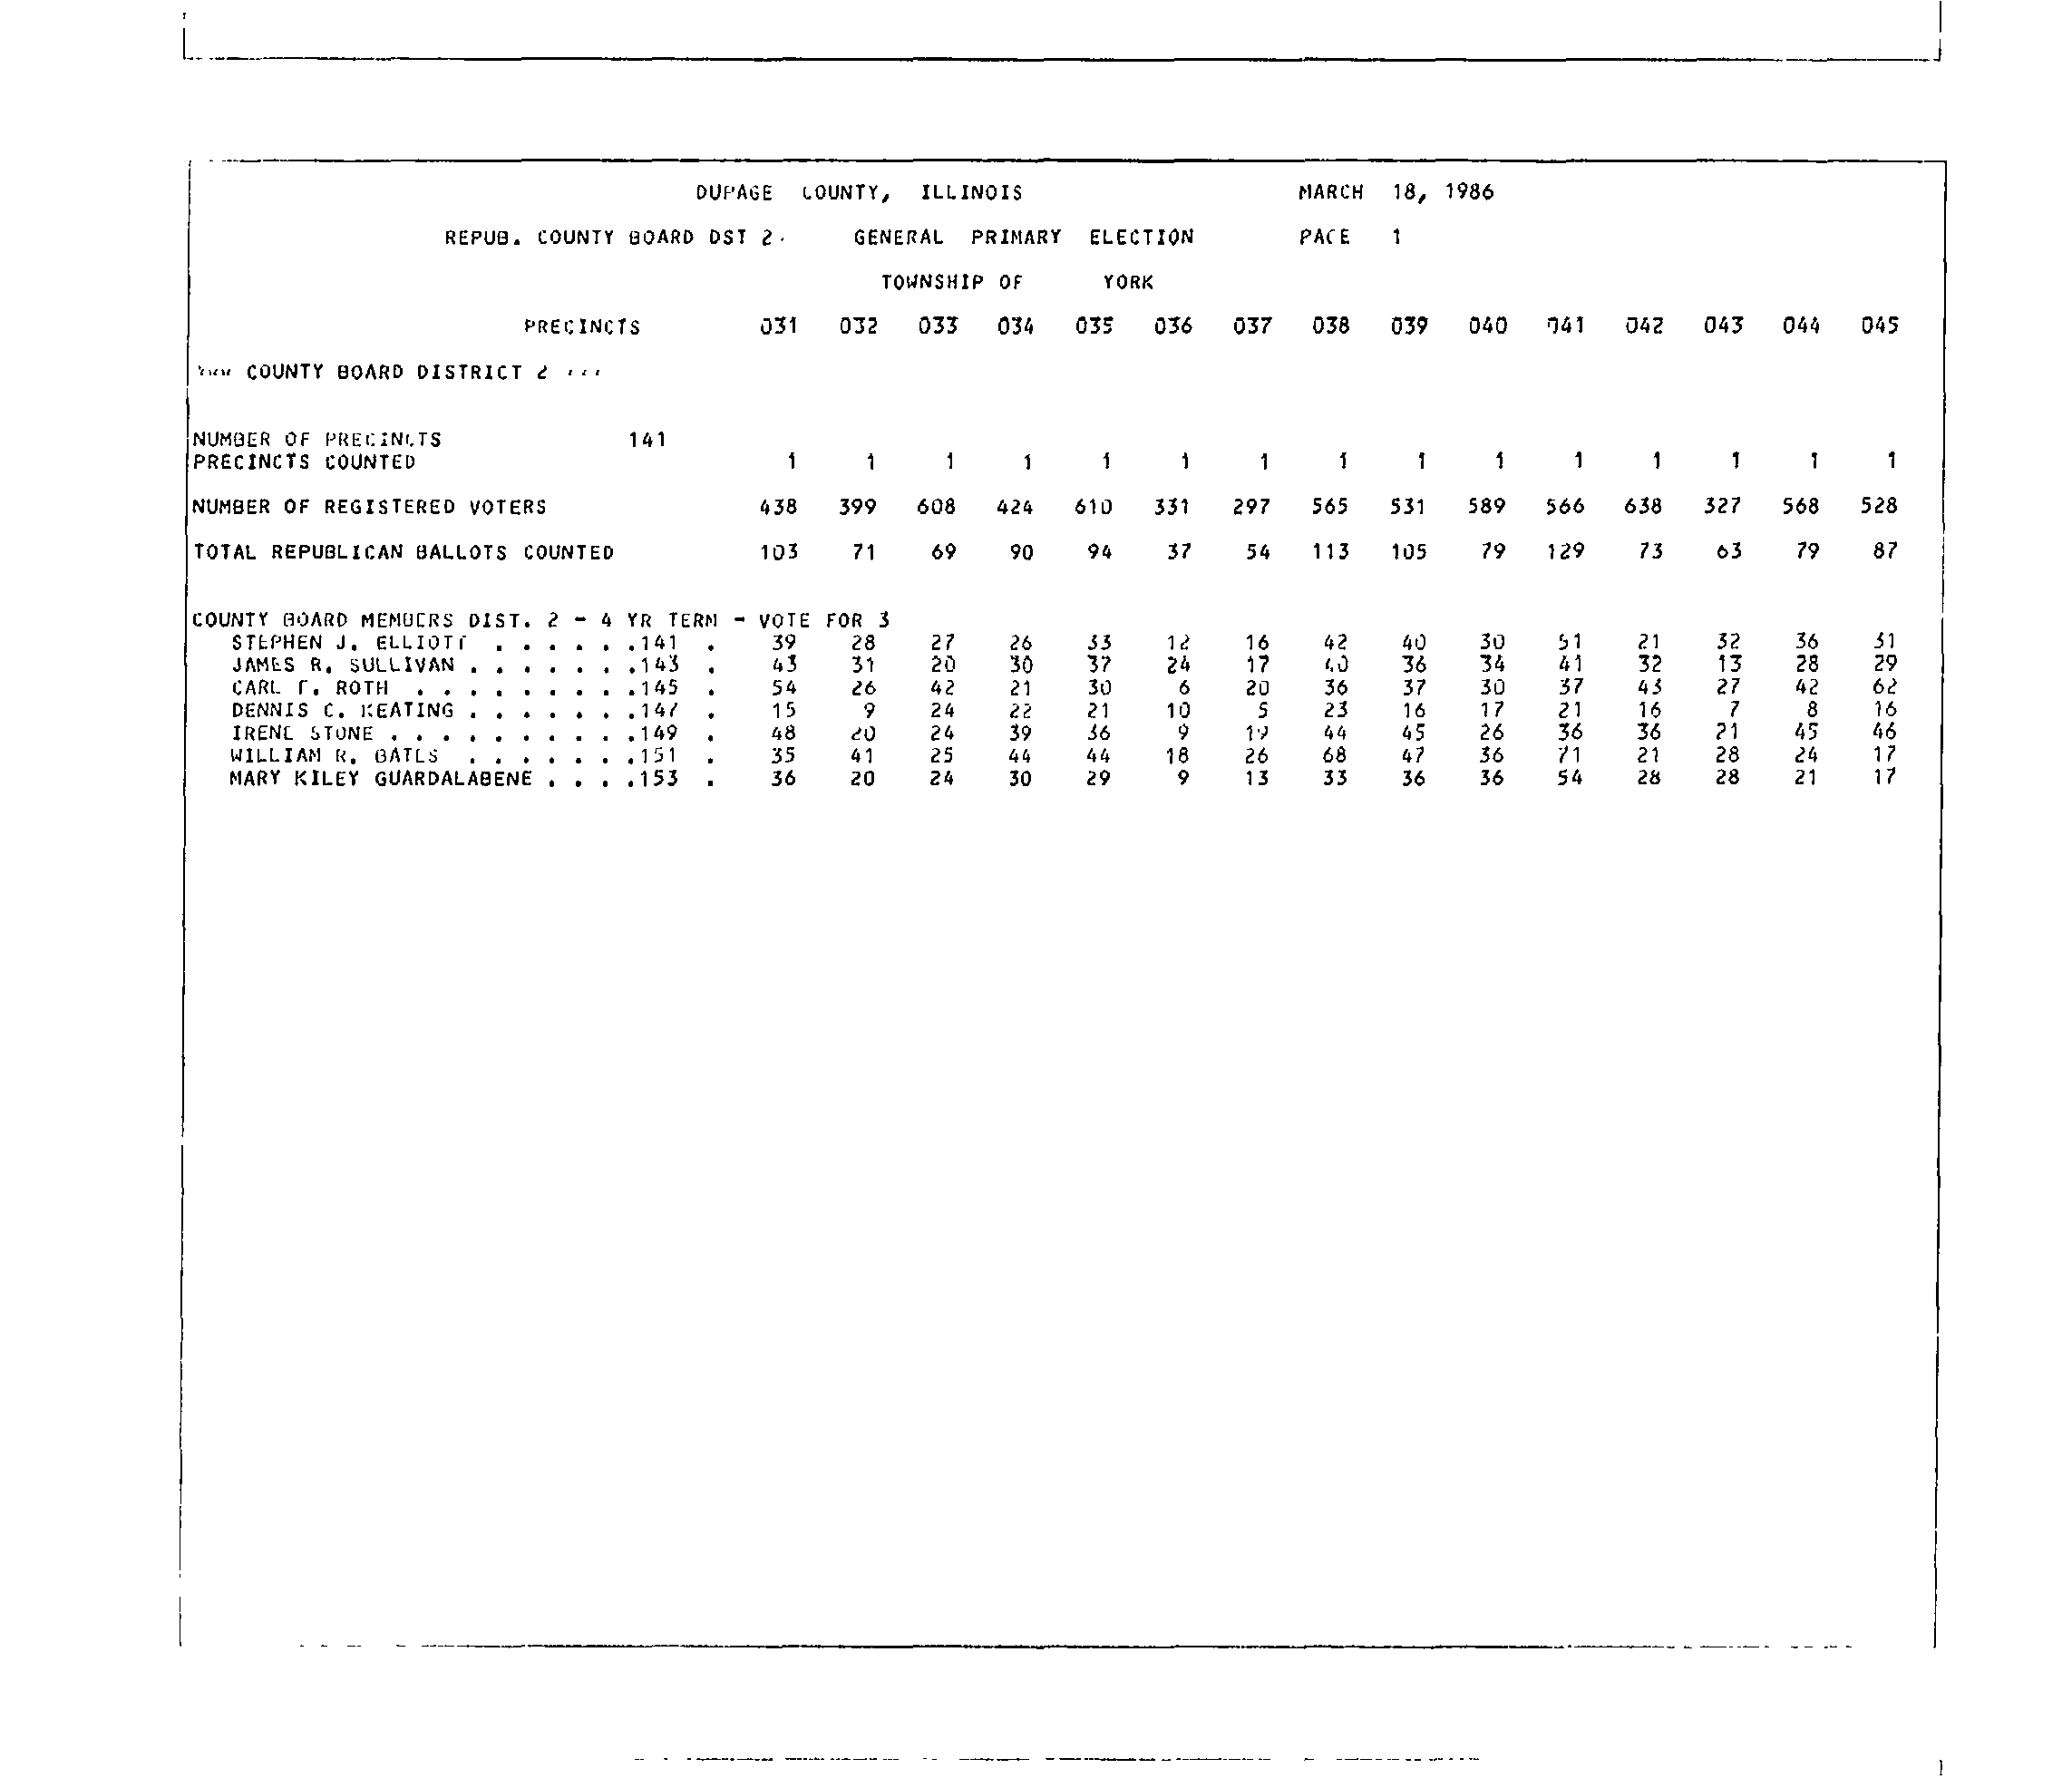 DUPAGE COUNTY, ILLINOIS MARCH 18, 1986
REPUB. COUNTY BOARD DST 2. GENERAL PRIMARY ELECTION PAGE 1
TOWNSHIP OF YORK
PRECINCTS 031 032 033 034 035 036 037 038 039 040 041 042 043 044 045
COUNTY BOARD DISTRICT 2
NUMBER OF PRECINCTS 141
PRECINCTS COUNTED 1 1 1 1 1 1 1 1 1 1 1 1 1 1 1
NUMBER OF REGISTERED VOTERS 438 399 608 424 610 331 297 565 531 589 566 638 327 568 528
TOTAL REPUBLICAN BALLOTS COUNTED 103 71 69 90 94 37 54 113 105 79 129 73 63 79 87
COUNTY BOARD MEMBERS DIST. 2 - 4 YR TERM - VOTE FOR 3
STEPHEN J. ELLIOTT . . . . . .141 . 39 28 27 26 33 12 16 42 40 30 51 21 32 36 31
JAMES R. SULLIVAN . . . . . . .143 . 43 31 20 30 37 24 17 40 36 34 41 32 13 28 29
CARL F. ROTH . . . . . . . . .145 . 54 26 42 21 30 6 20 36 37 30 37 43 27 42 62
DENNIS C. KEATING . . . . . . .147 . 15 9 24 22 21 10 5 23 16 17 21 16 7 8 16
IRENE STONE . . . . . . . . . .149 . 48 20 24 39 36 9 19 44 45 26 36 36 21 45 46
WILLIAM R. BATES . . . . . . .151 . 35 41 25 44 44 18 26 68 47 36 71 21 28 24 17
MARY KILEY GUARDALABENE . . . .153 . 36 20 24 30 29 9 13 33 36 36 54 28 28 21 17